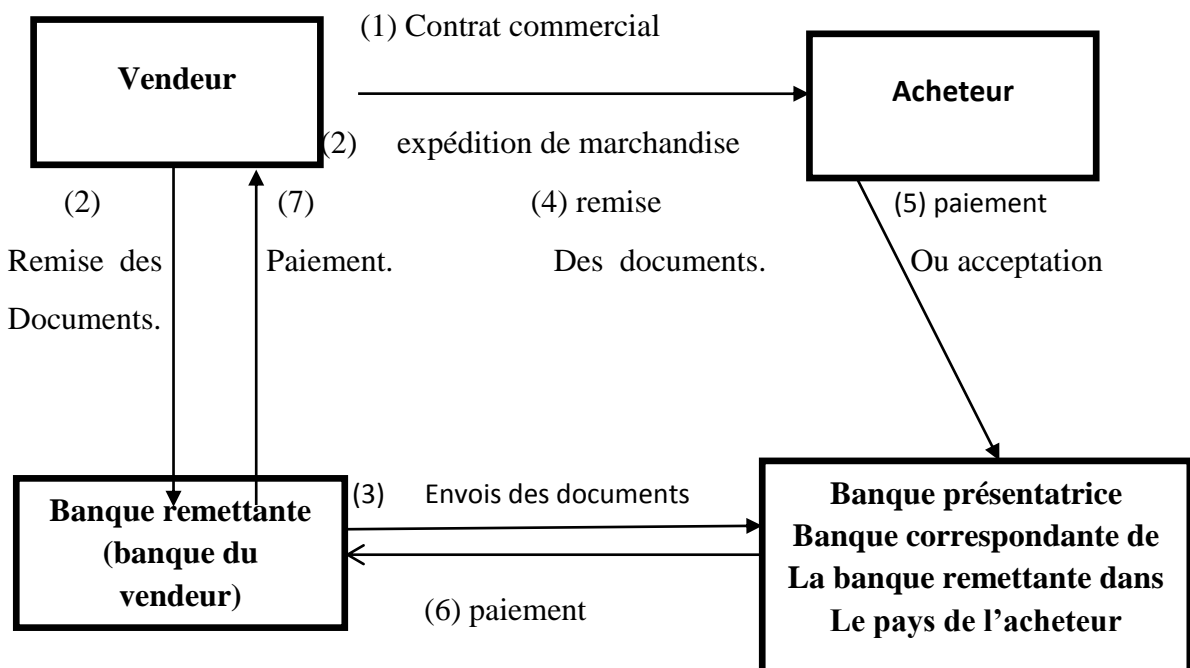 (1) Contrat commercial
Vendeur
Acheteur
(2) expédition de marchandise
(2) (7) (4) remise (5) paiement
Remise des Paiement. Des documents. Ou acceptation
Documents.
(3) Envois des documents
Banque remettante
(banque du
vendeur)
Banque présentatrice
Banque correspondante de
La banque remettante dans
Le pays de l’acheteur
(6) paiement